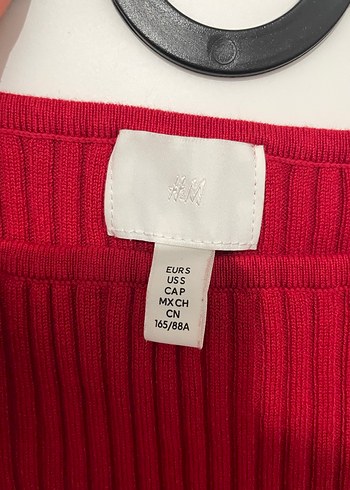 H&M
EUR S
US S
CA P
MX CH
CN
165/88A